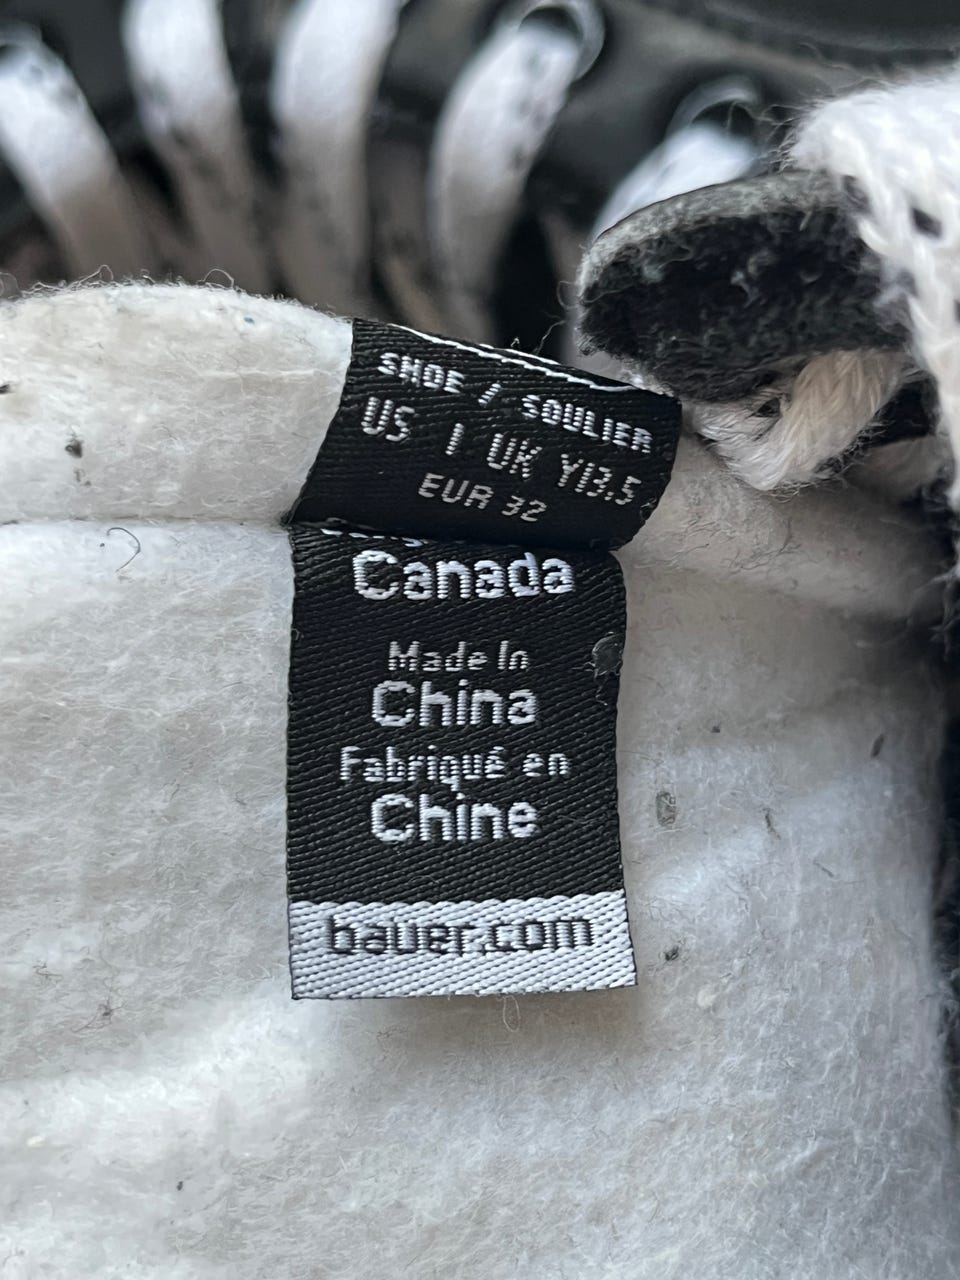 SHOE / SOULIER
US 1 UK Y13.5
EUR 32
Canada
Made In
China
Fabriqué en
Chine
bauer.com